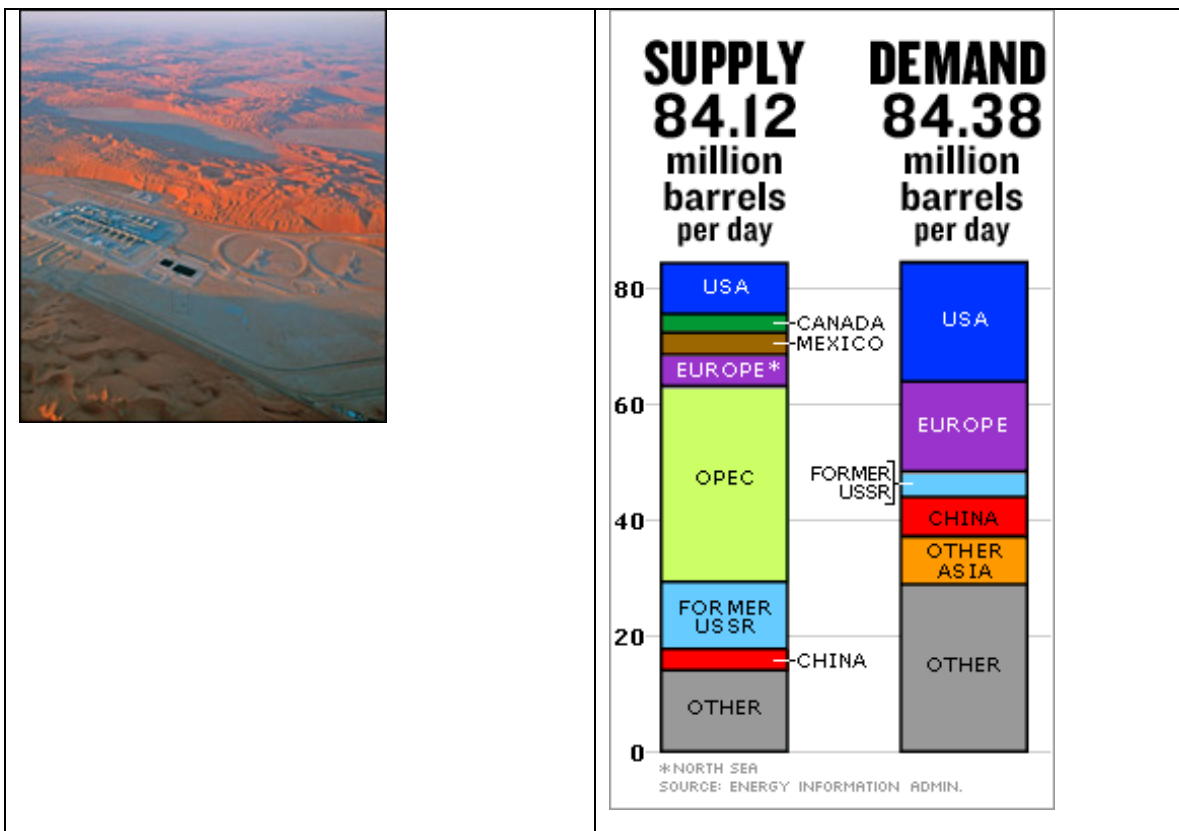 SUPPLY
84.12
million
barrels
per day
DEMAND
84.38
million
barrels
per day
80
60
40
20
0
USA
CANADA
MEXICO
EUROPE*
OPEC
FORMER
USSR
CHINA
OTHER
USA
EUROPE
FORMER
USSR
CHINA
OTHER
ASIA
OTHER
*NORTH SEA
SOURCE: ENERGY INFORMATION ADMIN.